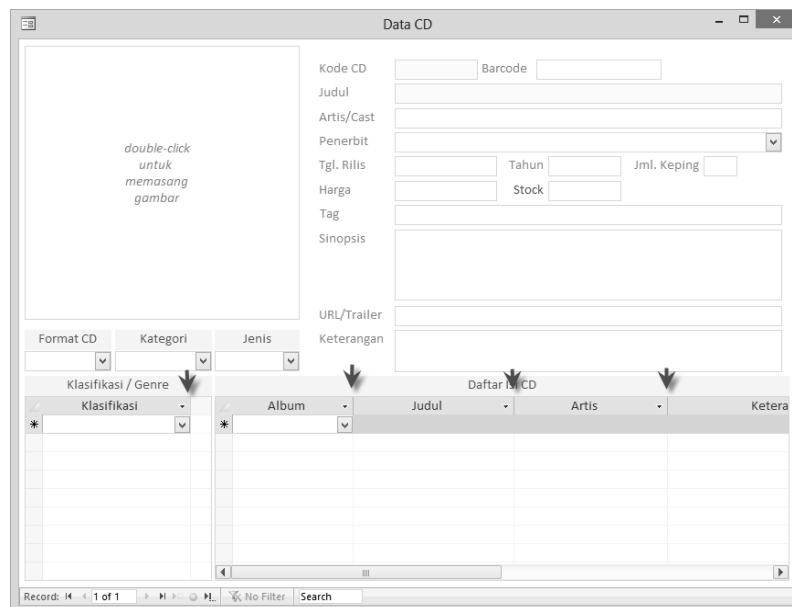 Data CD
double-click
untuk
memasang
gambar
Kode CD Barcode
Judul
Artis/Cast
Penerbit
Tgl. Rilis Tahun Jml. Keping
Harga Stock
Tag
Sinopsis
URL/Trailer
Keterangan
Format CD Kategori Jenis
Klasifikasi / Genre
Klasifikasi
Daftar Isi CD
Album Judul Artis Ketera
Record: 1 of 1 No Filter Search